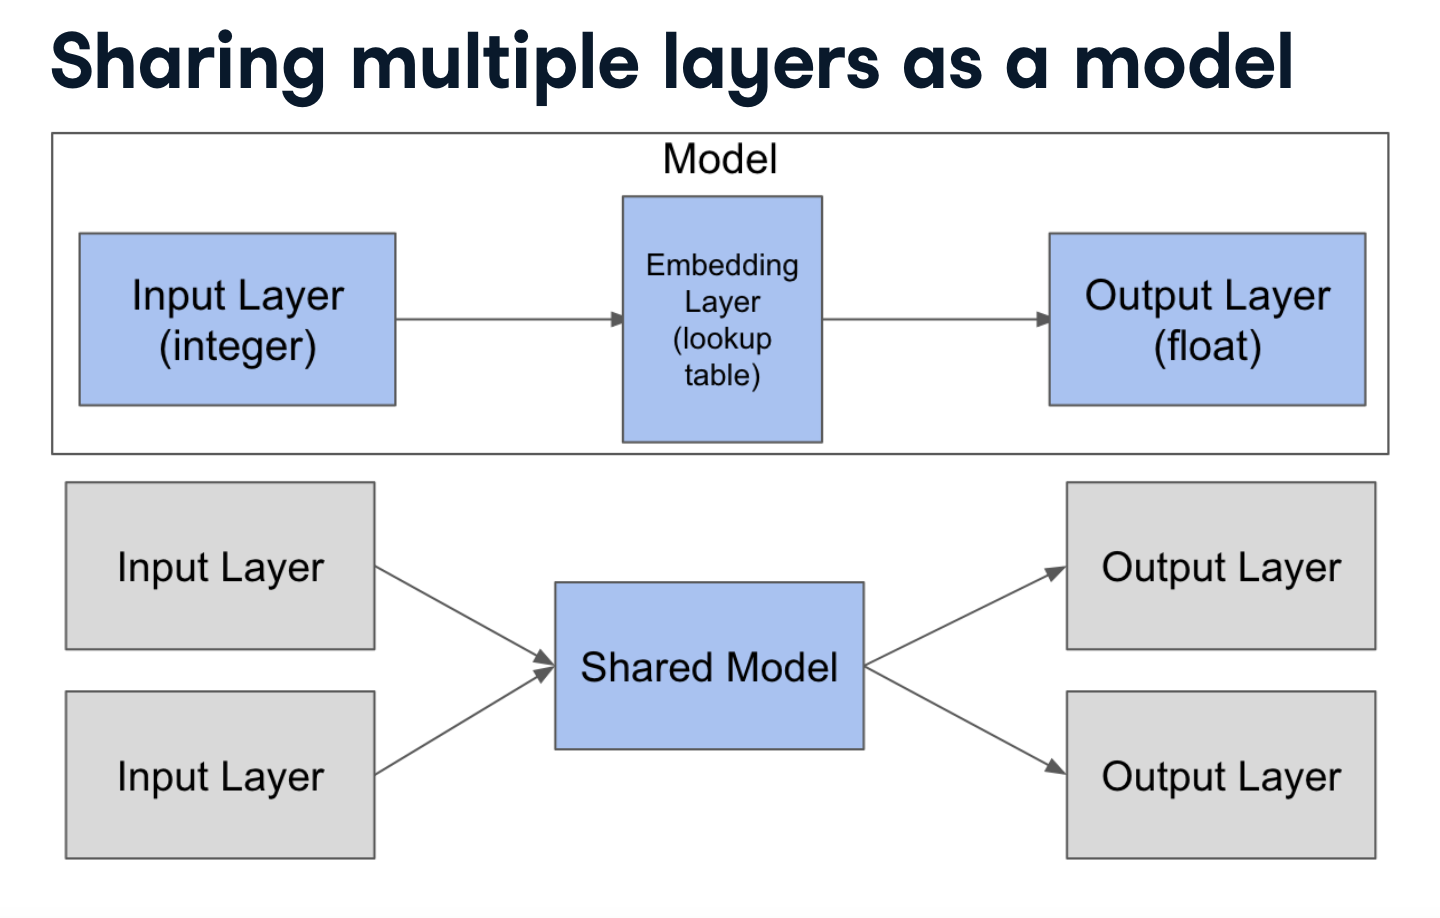 Sharing multiple layers as a model
Model
Input Layer
(integer)
Embedding
Layer
(lookup
table)
Output Layer
(float)
Input Layer
Output Layer
Shared Model
Input Layer
Output Layer